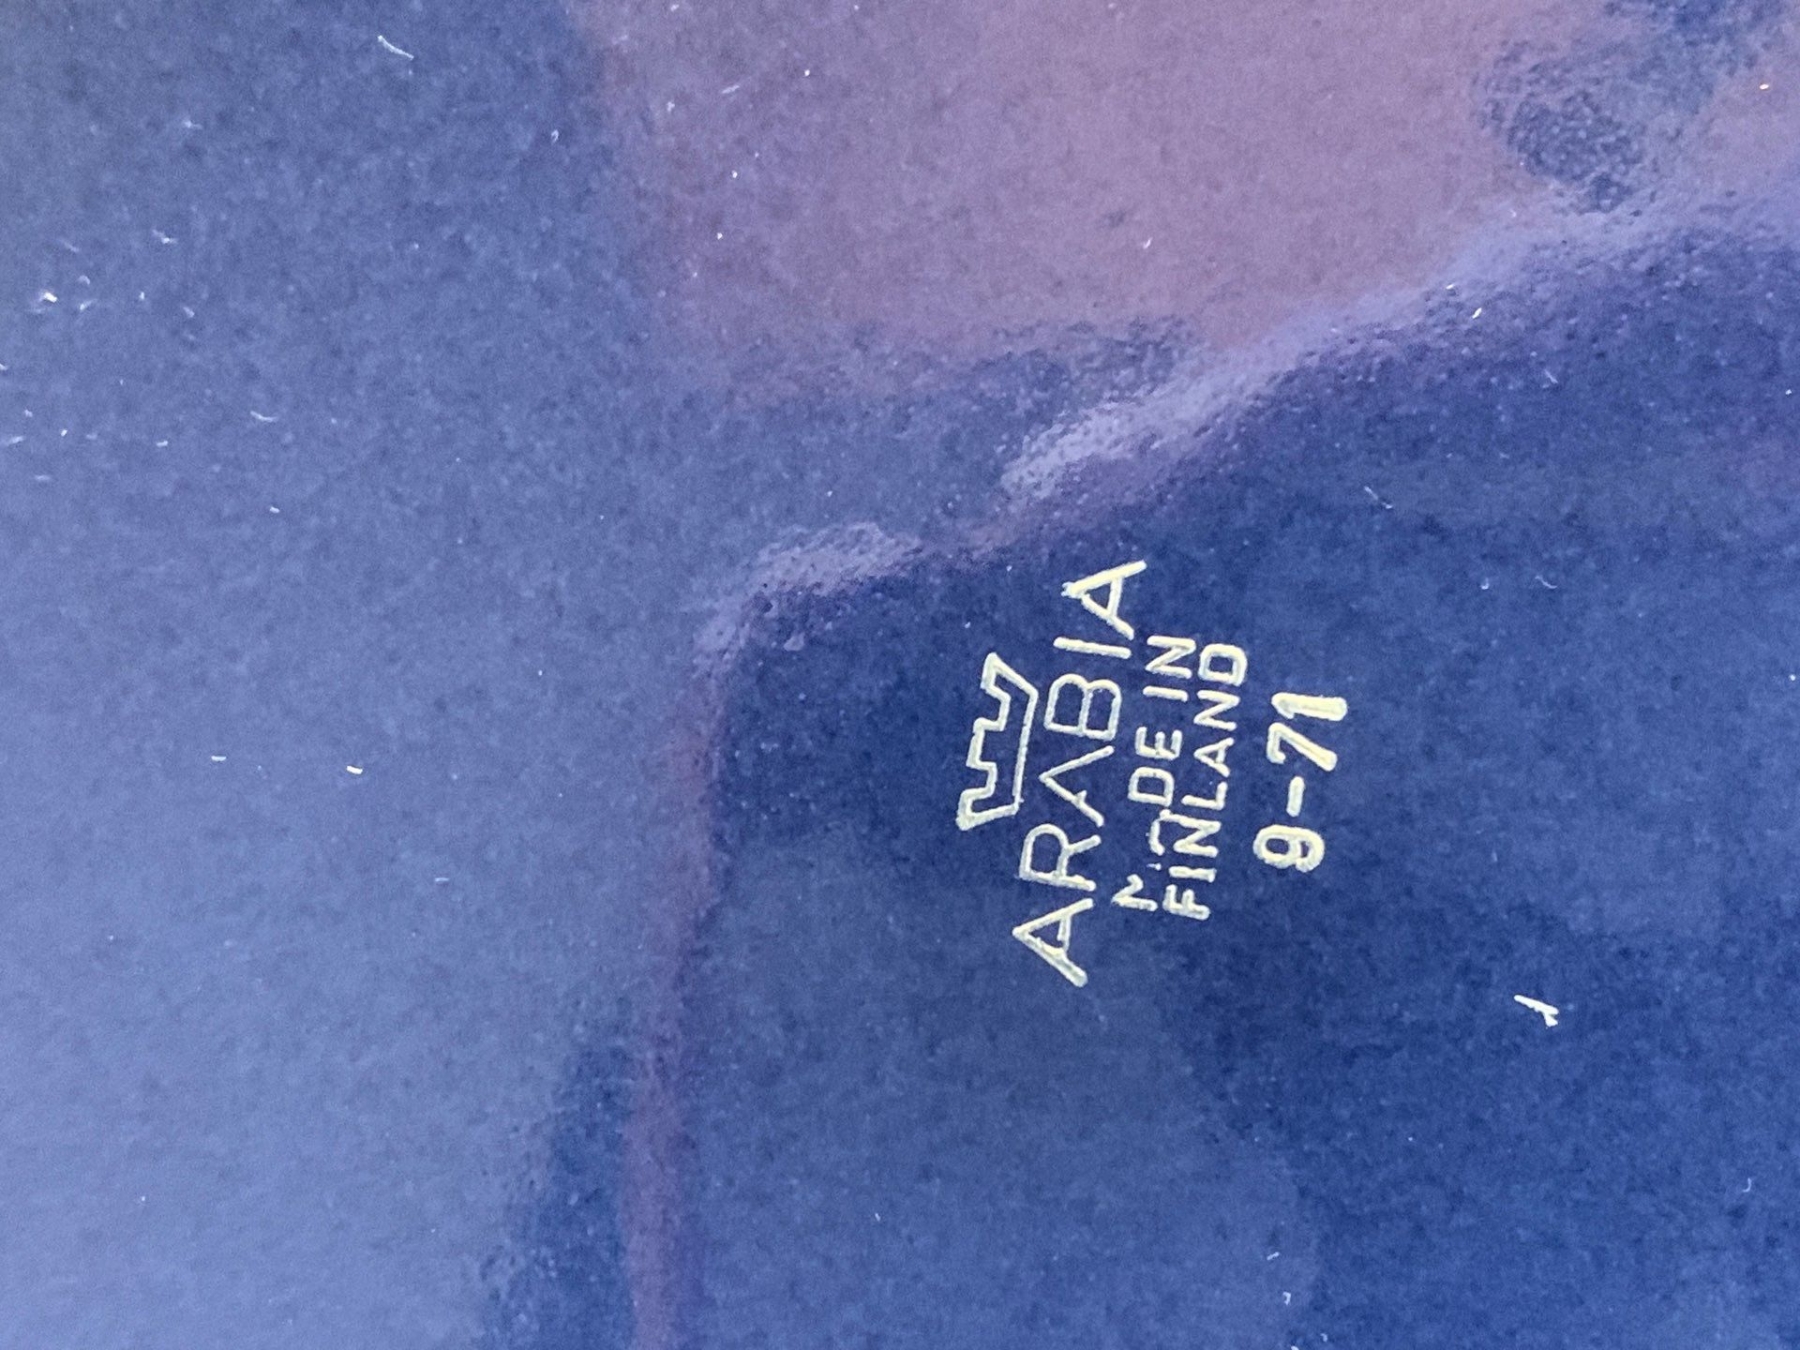 ARABIA
MADE IN
FINLAND
9-71